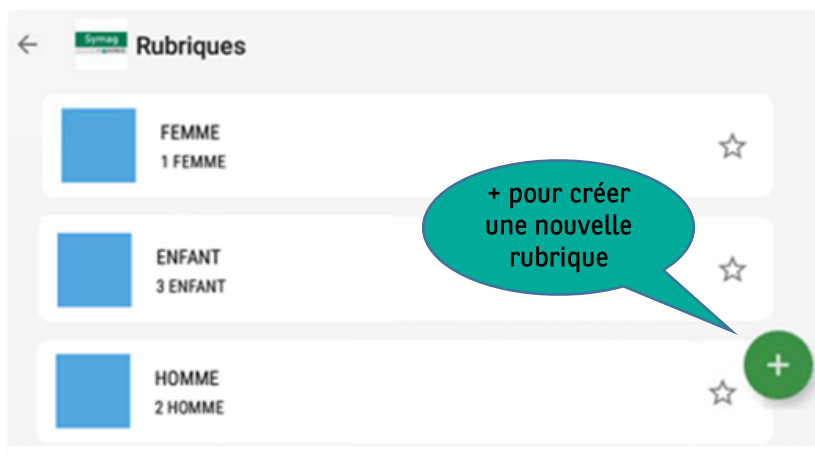 ← Symag Rubriques
FEMME
1 FEMME
+ pour créer
une nouvelle
rubrique
ENFANT
3 ENFANT
+
HOMME
2 HOMME